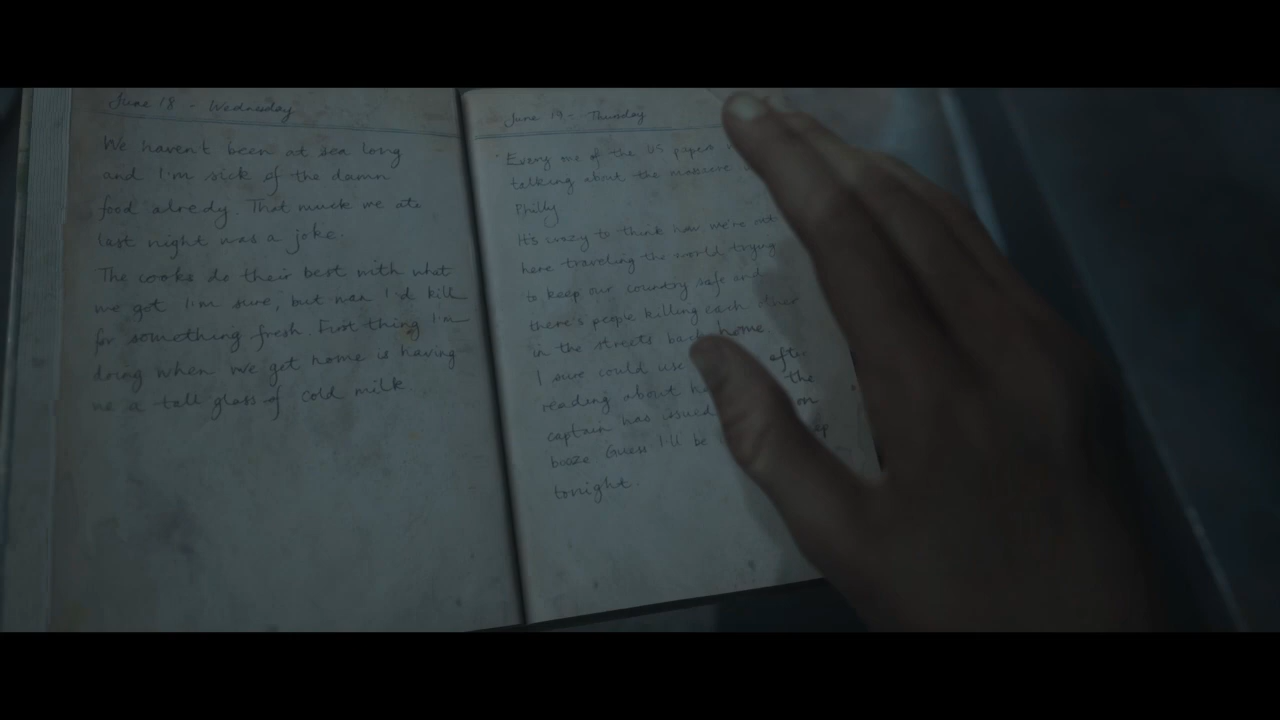 June 18 - Wednesday
We haven't been at sea long
and I'm sick of the damn
food alredy. That muck we ate
last night was a joke.
The cooks do their best with what
we got I'm sure, but man I'd kill
for something fresh. First thing I'm
doing when we get home is having
me a tall glass of cold milk.
June 19 - Thursday
Every one of the US papers
talking about the massacre
Philly
It's crazy to think how we're out
here traveling the world trying
to keep our country safe and
there's people killing each other
in the streets back home
I sure could use after
reading about the
captain has issued on
booze Guess I'll be
tonight.